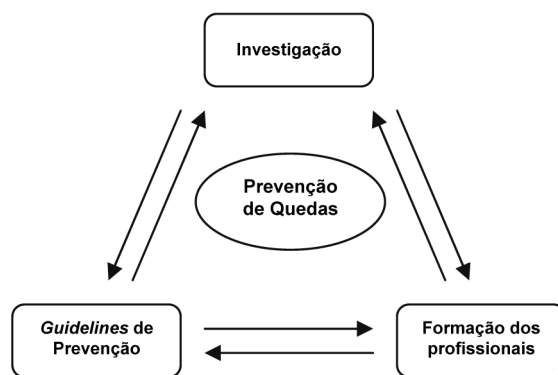 Investigação
Prevenção
de Quedas
Guidelines de
Prevenção
Formação dos
profissionais